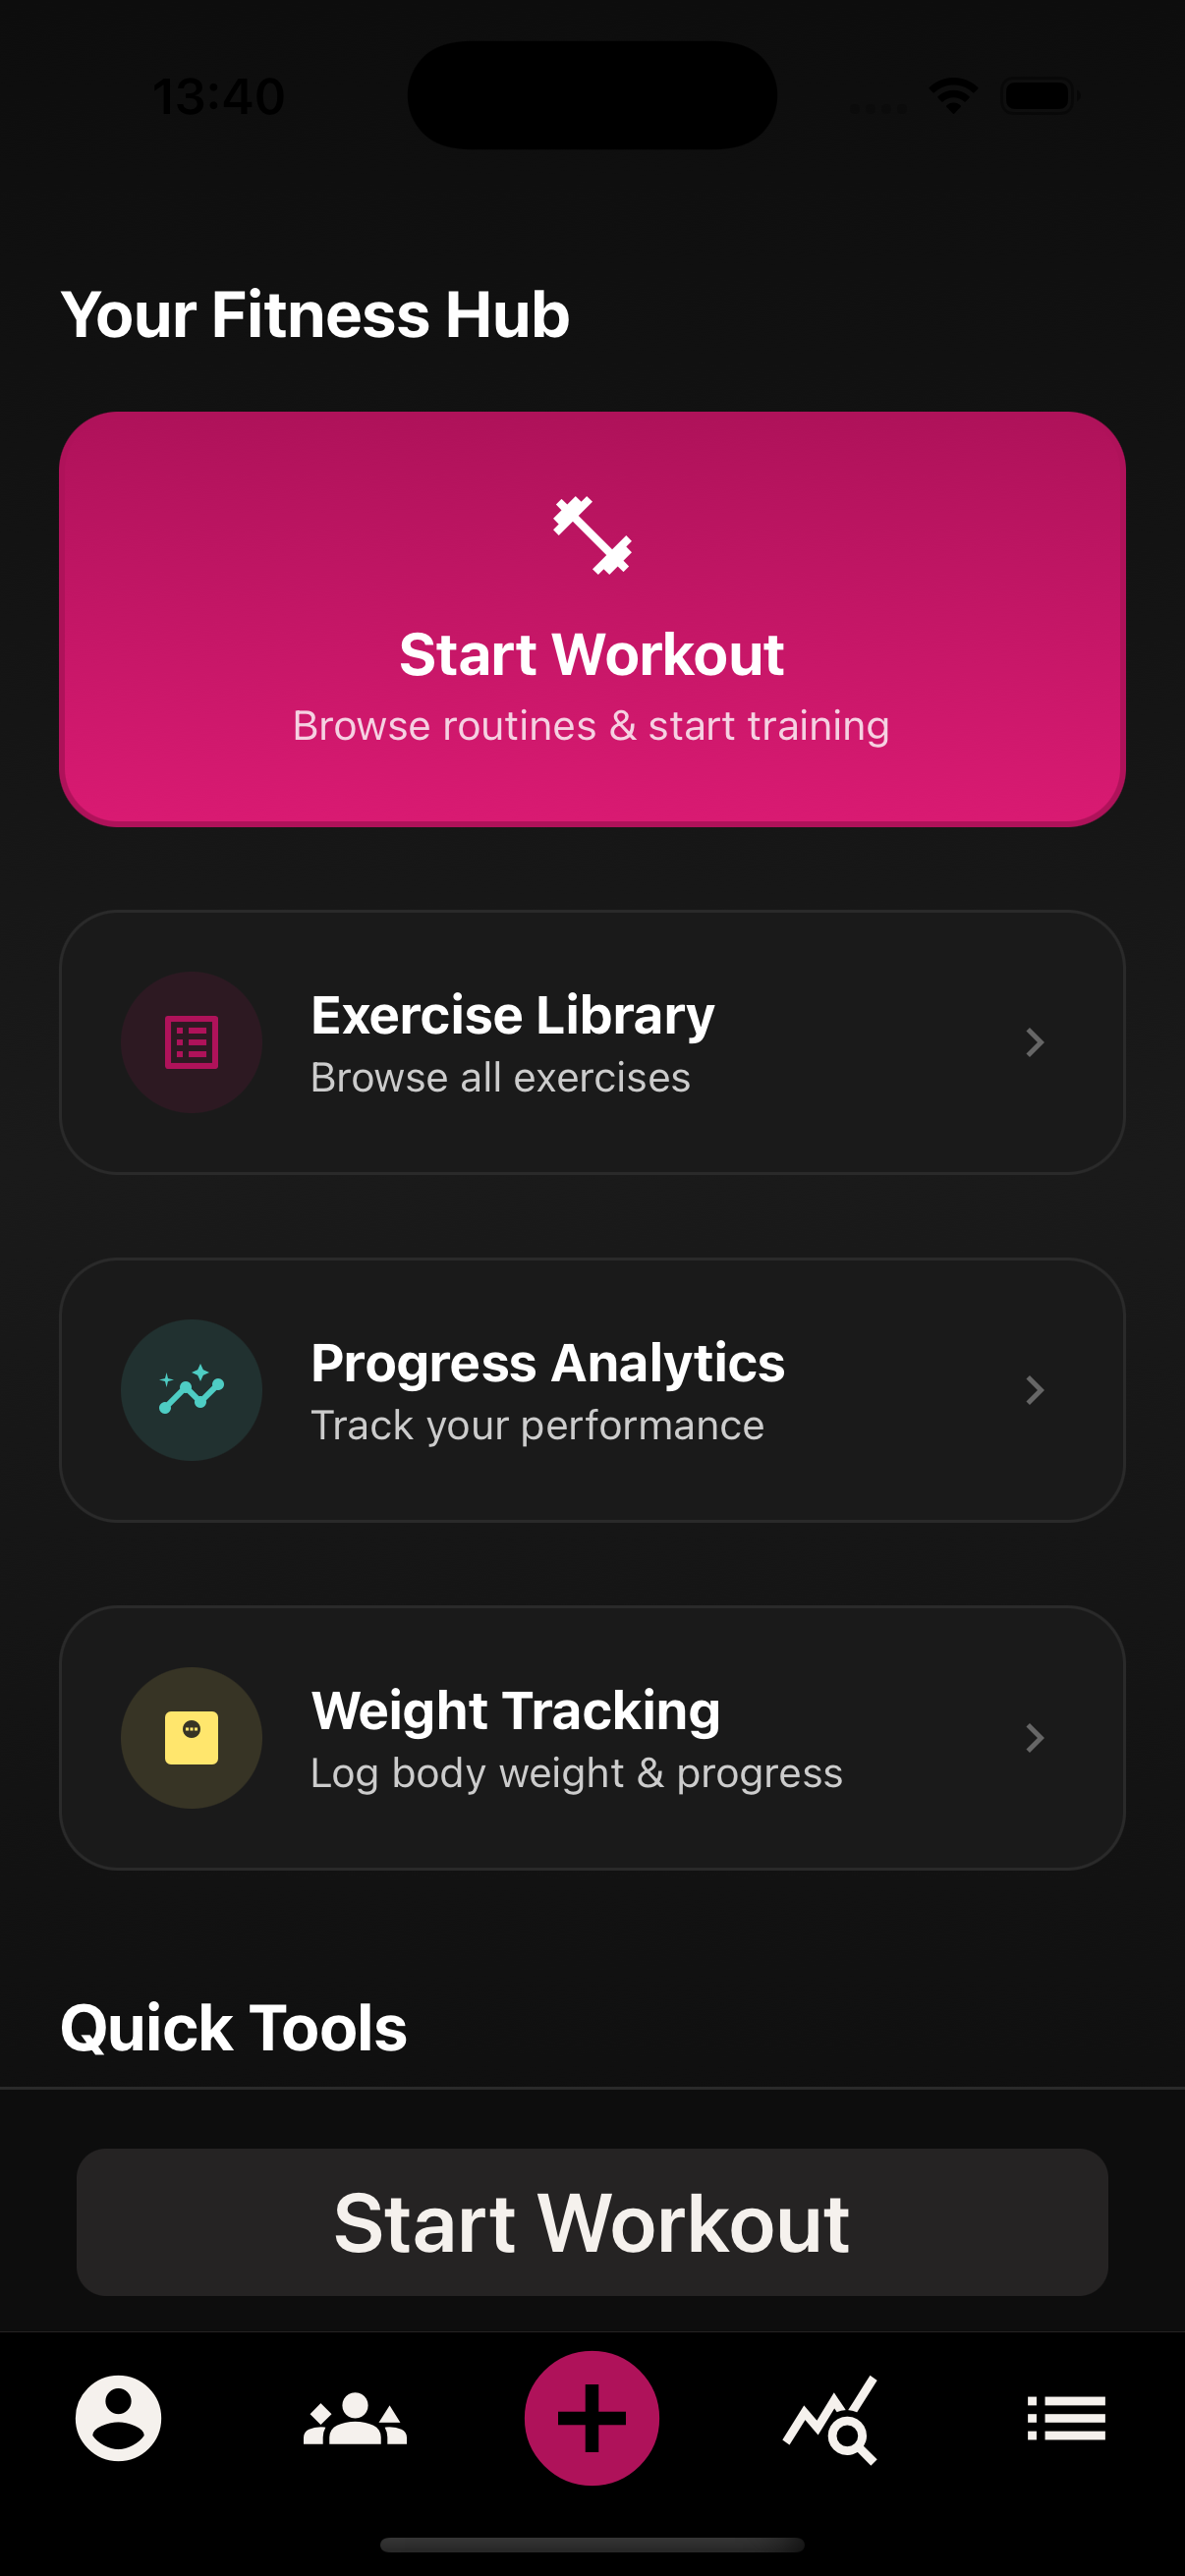 13:40
Your Fitness Hub
Start Workout
Browse routines & start training
Exercise Library
Browse all exercises
Progress Analytics
Track your performance
Weight Tracking
Log body weight & progress
Quick Tools
Start Workout